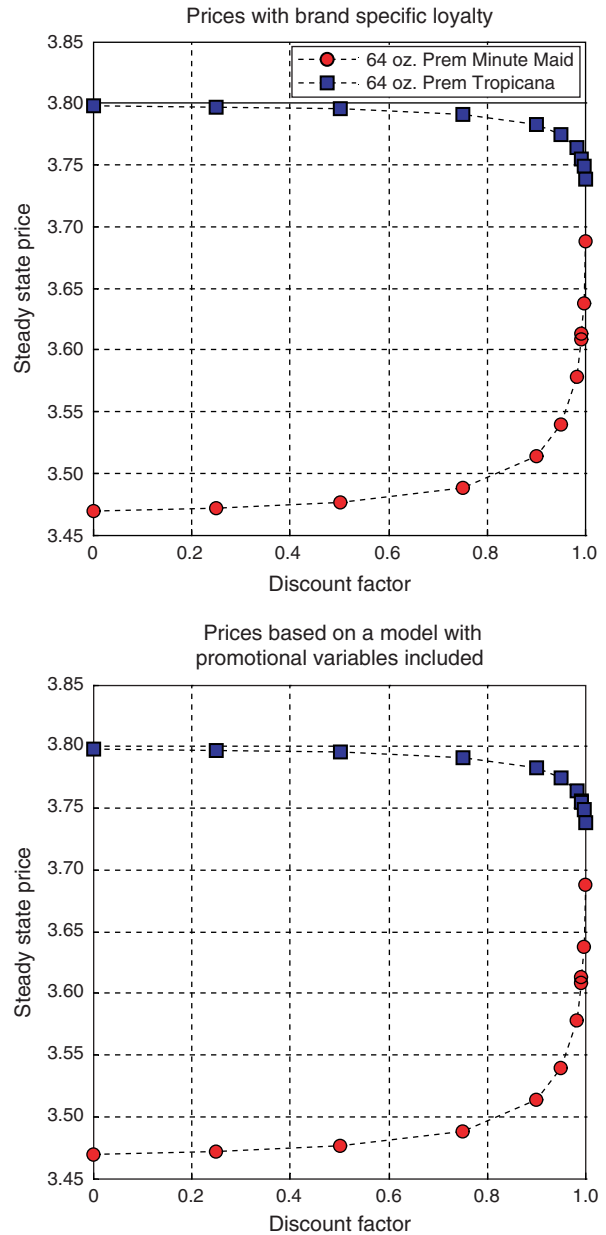 Prices with brand specific loyalty
3.85
64 oz. Prem Minute Maid
64 oz. Prem Tropicana
3.80
3.75
3.70
3.65
3.60
3.55
3.50
3.45
Steady state price
0 0.2 0.4 0.6 0.8 1.0
Discount factor
Prices based on a model with
promotional variables included
3.85
3.80
3.75
3.70
3.65
3.60
3.55
3.50
3.45
Steady state price
0 0.2 0.4 0.6 0.8 1.0
Discount factor